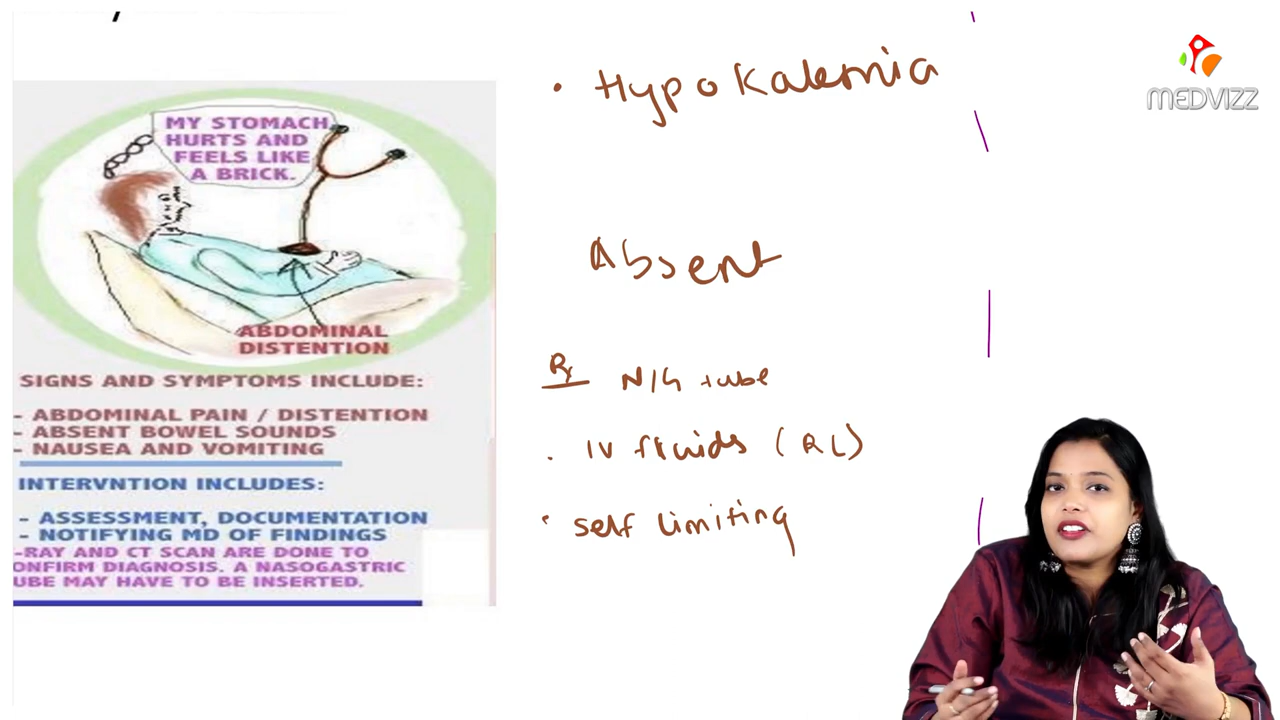 MY STOMACH
HURTS AND
FEELS LIKE
A BRICK.
ABDOMINAL
DISTENTION
SIGNS AND SYMPTOMS INCLUDE:
- ABDOMINAL PAIN / DISTENTION
- ABSENT BOWEL SOUNDS
- NAUSEA AND VOMITING
INTERVNTION INCLUDES:
- ASSESSMENT, DOCUMENTATION
- NOTIFYING MD OF FINDINGS
-RAY AND CT SCAN ARE DONE TO
ONFIRM DIAGNOSIS. A NASOGASTRIC
UBE MAY HAVE TO BE INSERTED.
• Hypokalemia
Absent
Rx N/G tube
. IV fluids (RL)
• self limiting
MEDVIZZ